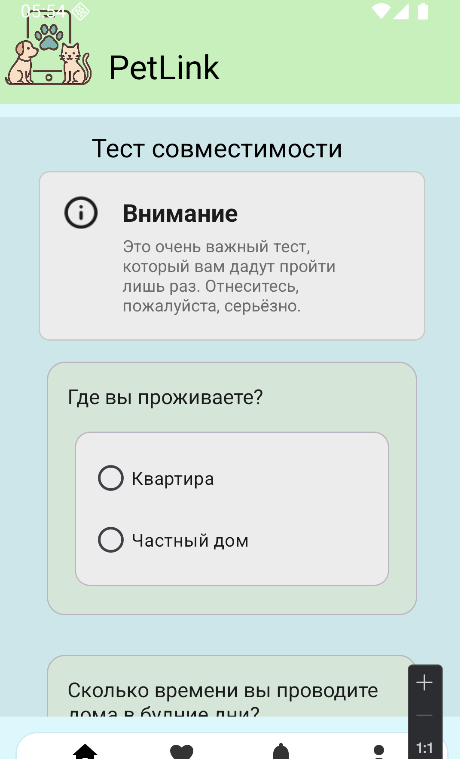 05:54
PetLink
Тест совместимости
Внимание
Это очень важный тест,
который вам дадут пройти
лишь раз. Отнеситесь,
пожалуйста, серьёзно.
Где вы проживаете?
Квартира
Частный дом
Сколько времени вы проводите
дома в будние дни?
1:1